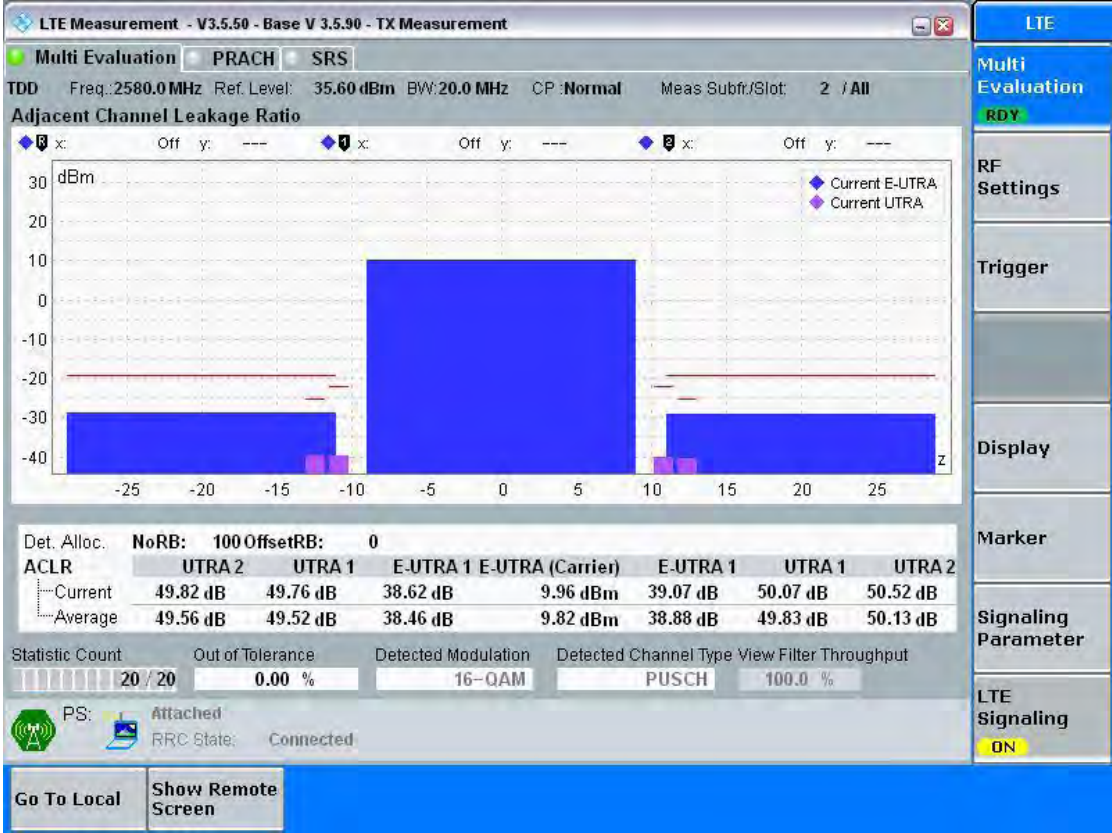 LTE Measurement - V3.5.50 - Base V 3.5.90 - TX Measurement
LTE
Multi Evaluation PRACH SRS
Multi Evaluation
RDY
TDD Freq.:2580.0 MHz Ref. Level: 35.60 dBm BW:20.0 MHz CP :Normal Meas Subfr./Slot: 2 / All
Adjacent Channel Leakage Ratio
R x: Off y: --- 1 x: Off y: --- 2 x: Off y: ---
dBm
Current E-UTRA
Current UTRA
30
20
10
0
-10
-20
-30
-40
z
-25 -20 -15 -10 -5 0 5 10 15 20 25
RF Settings
Trigger
Display
Marker
Signaling Parameter
LTE Signaling
ON
Det. Alloc. NoRB: 100 OffsetRB: 0
ACLR UTRA 2 UTRA 1 E-UTRA 1 E-UTRA (Carrier) E-UTRA 1 UTRA 1 UTRA 2
Current 49.82 dB 49.76 dB 38.62 dB 9.96 dBm 39.07 dB 50.07 dB 50.52 dB
Average 49.56 dB 49.52 dB 38.46 dB 9.82 dBm 38.88 dB 49.83 dB 50.13 dB
Statistic Count Out of Tolerance Detected Modulation Detected Channel Type View Filter Throughput
20 / 20 0.00 % 16-QAM PUSCH 100.0 %
PS: Attached
RRC State: Connected
Go To Local
Show Remote Screen